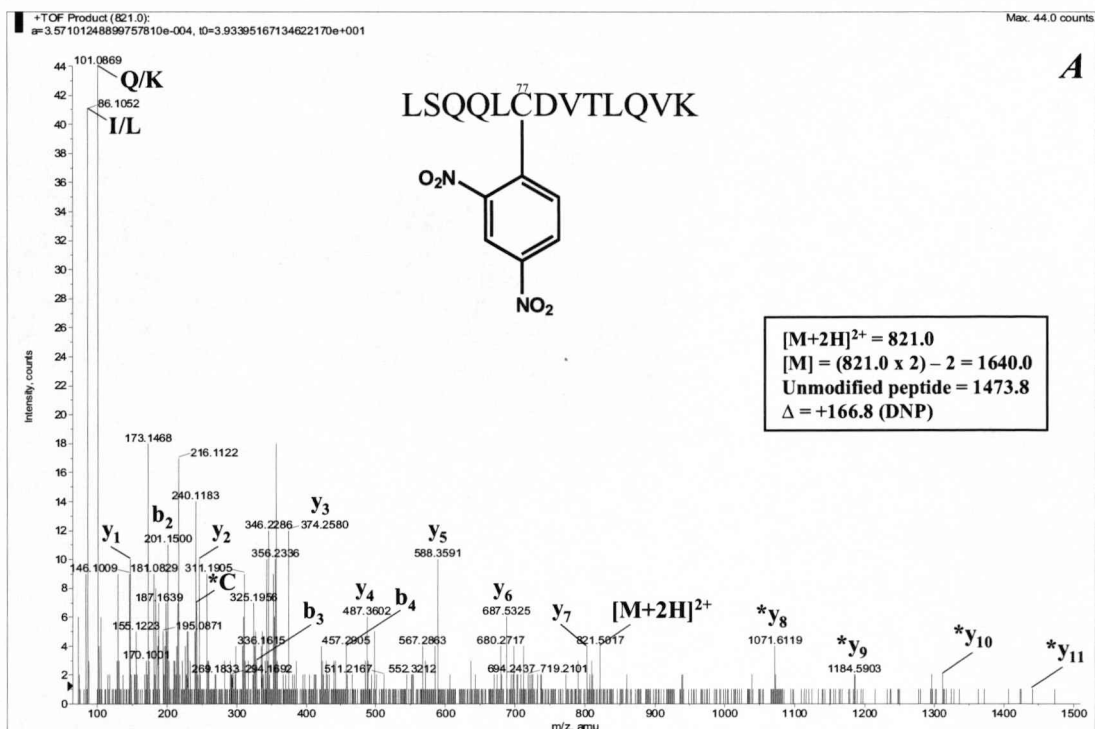 +TOF Product (821.0):
a=3.57101248899757810e-004, t0=3.93395167134622170e+001
Max. 44.0 counts
A
101.0869
Q/K
86.1052
I/L
77
LSQQLCDVTLQVK
O₂N
NO₂
[M+2H]²⁺ = 821.0
[M] = (821.0 x 2) – 2 = 1640.0
Unmodified peptide = 1473.8
Δ = +166.8 (DNP)
Intensity, counts
44
42
40
38
36
34
32
30
28
26
24
22
20
18
16
14
12
10
8
6
4
2
0
173.1468
216.1122
240.1183
y₃
346.2286
374.2580
b₂
201.1500
y₁
y₂
356.2336
y₅
588.3591
146.1009
181.0829
311.1905
*C
187.1639
325.1956
y₄
487.3602
b₄
y₆
687.5325
y₇
[M+2H]²⁺
*y₈
155.1223
195.0871
b₃
336.1615
457.2905
567.2863
680.2717
821.5017
1071.6119
*y₉
*y₁₀
*y₁₁
170.1001
269.1833
294.1692
511.2167
552.3212
694.2437
719.2101
1184.5903
100
200
300
400
500
600
700
800
900
1000
1100
1200
1300
1400
1500
m/z, amu